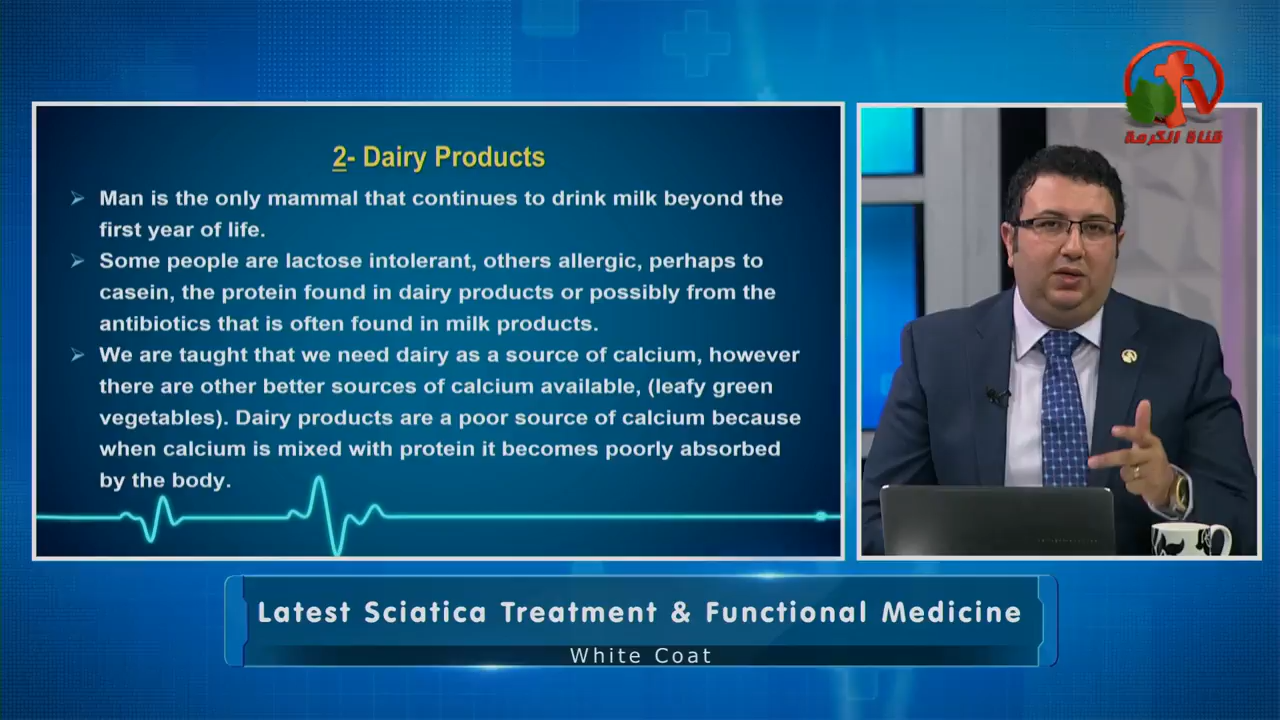 tv
قناة الكرمة
2- Dairy Products
Man is the only mammal that continues to drink milk beyond the
first year of life.
Some people are lactose intolerant, others allergic, perhaps to
casein, the protein found in dairy products or possibly from the
antibiotics that is often found in milk products.
We are taught that we need dairy as a source of calcium, however
there are other better sources of calcium available, (leafy green
vegetables). Dairy products are a poor source of calcium because
when calcium is mixed with protein it becomes poorly absorbed
by the body.
Latest Sciatica Treatment & Functional Medicine
White Coat